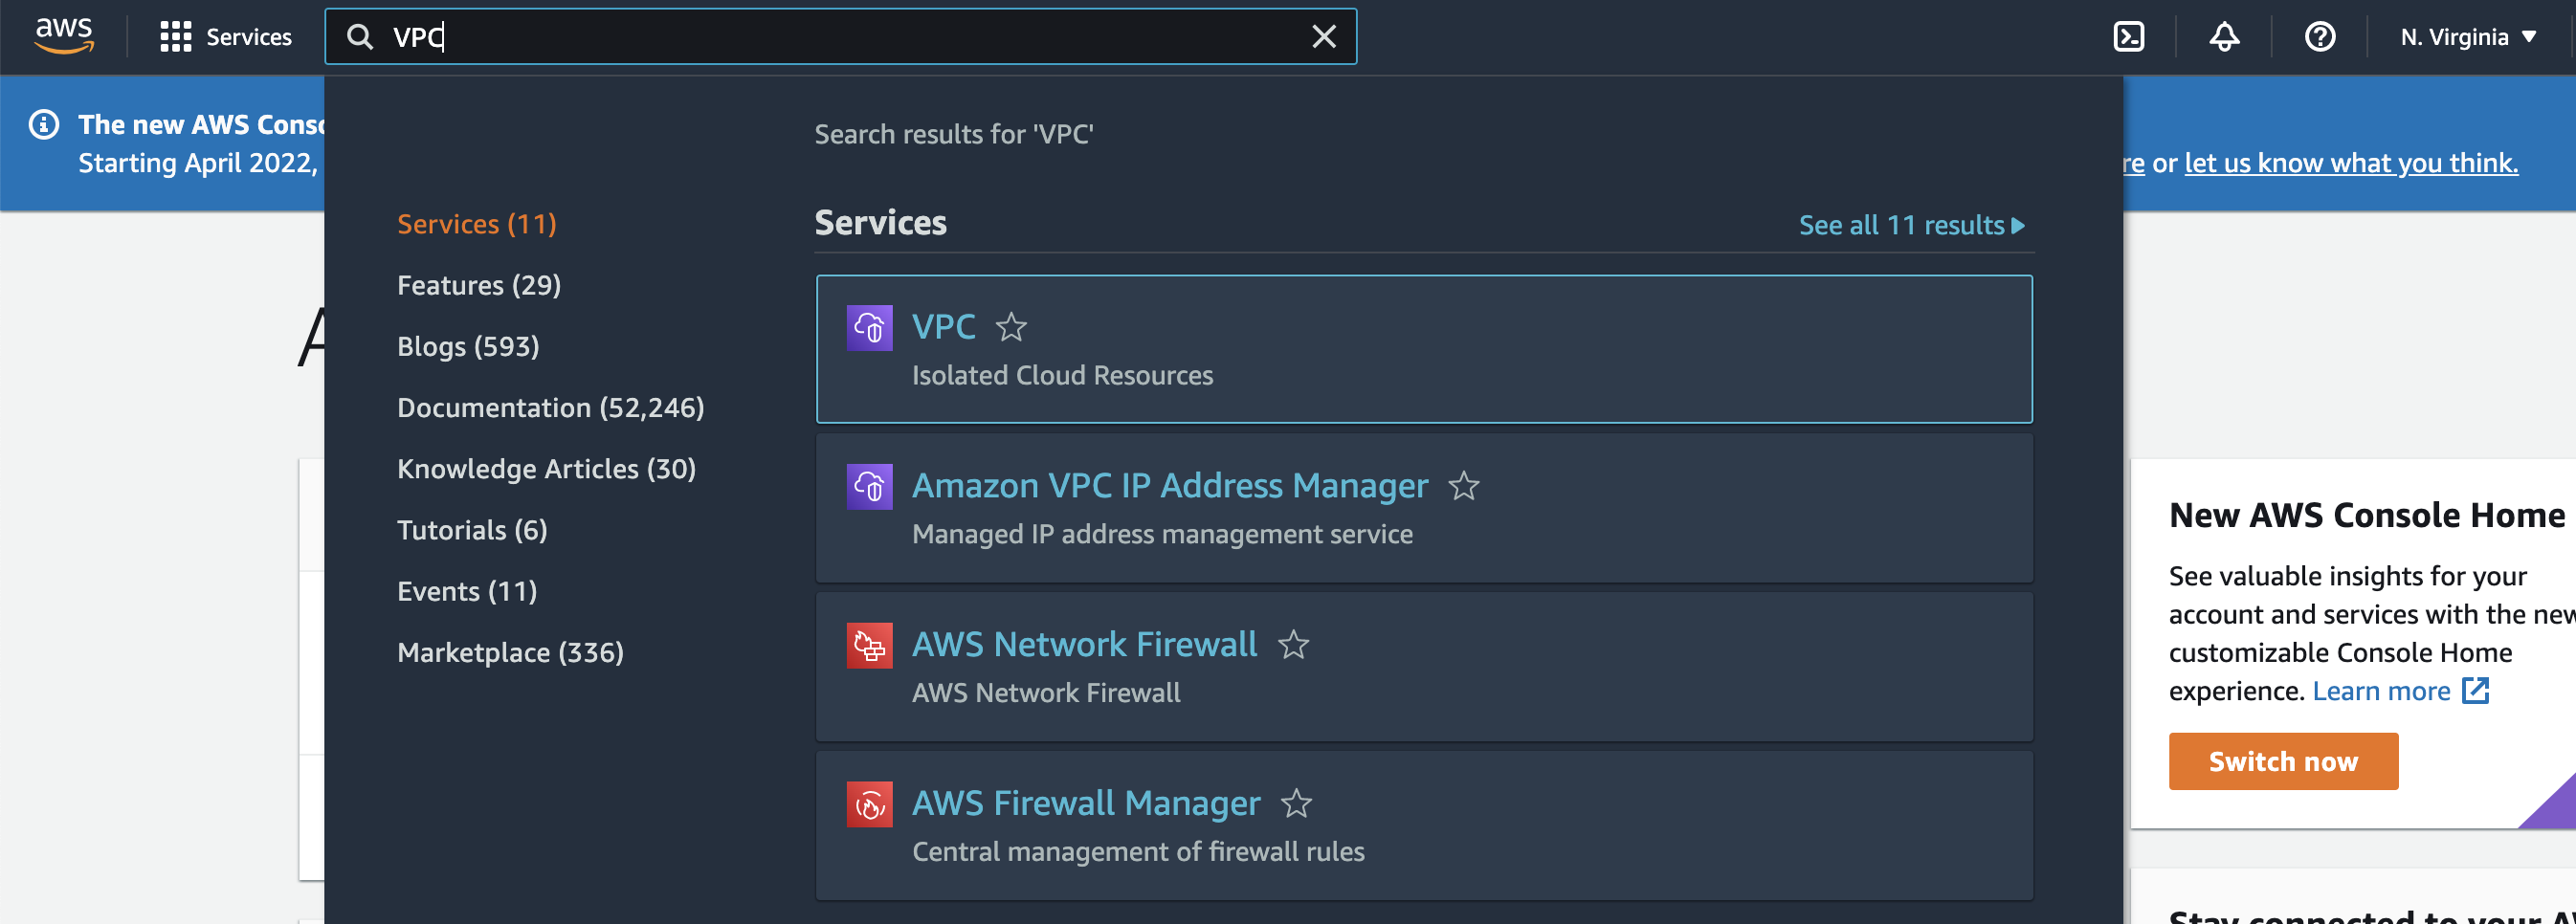 aws
Services
VPC
N. Virginia
The new AWS Conso
Starting April 2022,
re or let us know what you think.
Search results for 'VPC'
Services (11)
Features (29)
Blogs (593)
Documentation (52,246)
Knowledge Articles (30)
Tutorials (6)
Events (11)
Marketplace (336)
Services
See all 11 results
VPC
Isolated Cloud Resources
Amazon VPC IP Address Manager
Managed IP address management service
AWS Network Firewall
AWS Network Firewall
AWS Firewall Manager
Central management of firewall rules
A
New AWS Console Home
See valuable insights for your
account and services with the new
customizable Console Home
experience. Learn more
Switch now
Stay connected to your A